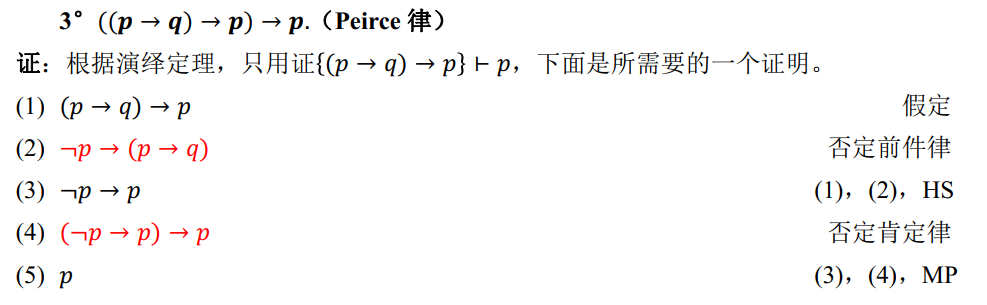 3° ((p → q) → p) → p.（Peirce 律）
证：根据演绎定理，只用证{(p → q) → p} ⊢ p，下面是所需要的一个证明。
(1) (p → q) → p 假定
(2) ¬p → (p → q) 否定前件律
(3) ¬p → p (1)，(2)，HS
(4) (¬p → p) → p 否定肯定律
(5) p (3)，(4)，MP